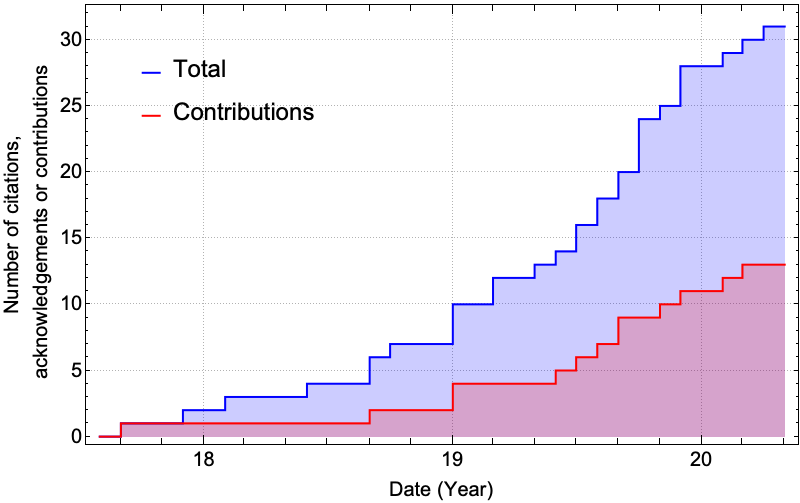 Number of citations,
acknowledgements or contributions
30
25
20
15
10
5
0
Total
Contributions
18
19
20
Date (Year)